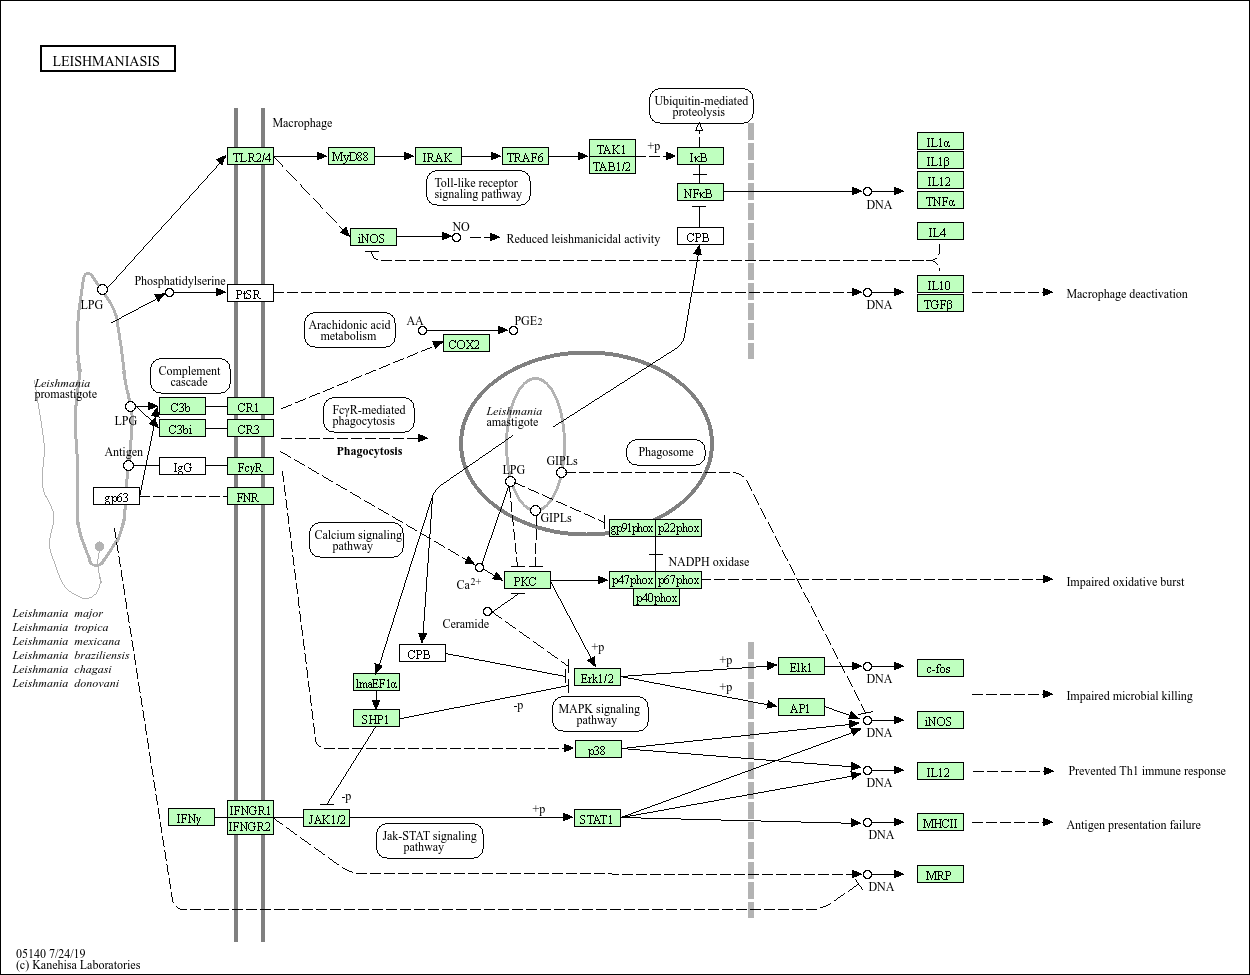 LEISHMANIASIS
Macrophage
Ubiquitin-mediated
proteolysis
TLR2/4
MyD88
IRAK
TRAF6
TAK1
TAB1/2
+p
IκB
IL1α
IL1β
IL12
TNFα
Toll-like receptor
signaling pathway
NFκB
DNA
iNOS
NO
Reduced leishmanicidal activity
CPB
IL4
LPG
Phosphatidylserine
PtSR
DNA
IL10
TGFβ
Macrophage deactivation
Arachidonic acid
metabolism
AA
PGE2
COX2
Complement
cascade
Leishmania
promastigote
LPG
C3b
C3bi
CR1
CR3
FcγR-mediated
phagocytosis
Phagocytosis
Leishmania
amastigote
Phagosome
Antigen
IgG
FcγR
gp63
FNR
LPG
GIPLs
GIPLs
gp91phox
p22phox
Calcium signaling
pathway
NADPH oxidase
Ca2+
PKC
p47phox
p67phox
p40phox
Impaired oxidative burst
Ceramide
Leishmania major
Leishmania tropica
Leishmania mexicana
Leishmania braziliensis
Leishmania chagasi
Leishmania donovani
CPB
+p
lmaEF1α
Erk1/2
+p
Elk1
DNA
c-fos
+p
Impaired microbial killing
SHP1
-p
MAPK signaling
pathway
AP1
DNA
iNOS
p38
DNA
IL12
Prevented Th1 immune response
-p
IFNγ
IFNGR1
IFNGR2
JAK1/2
+p
STAT1
DNA
MHCII
Antigen presentation failure
Jak-STAT signaling
pathway
DNA
MRP
05140 7/24/19
(c) Kanehisa Laboratories